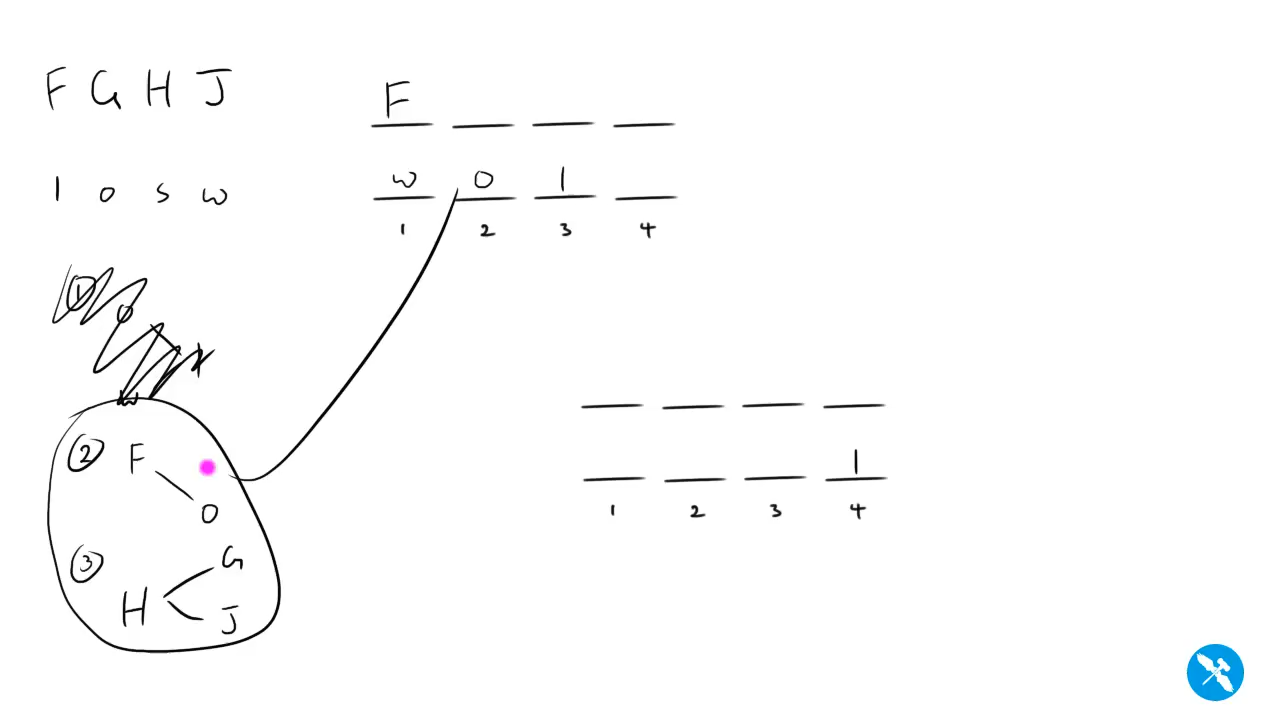 F G H J
F
l o s w
w o l
1 2 3 4
② F
O
③ G
H
J
l
1 2 3 4